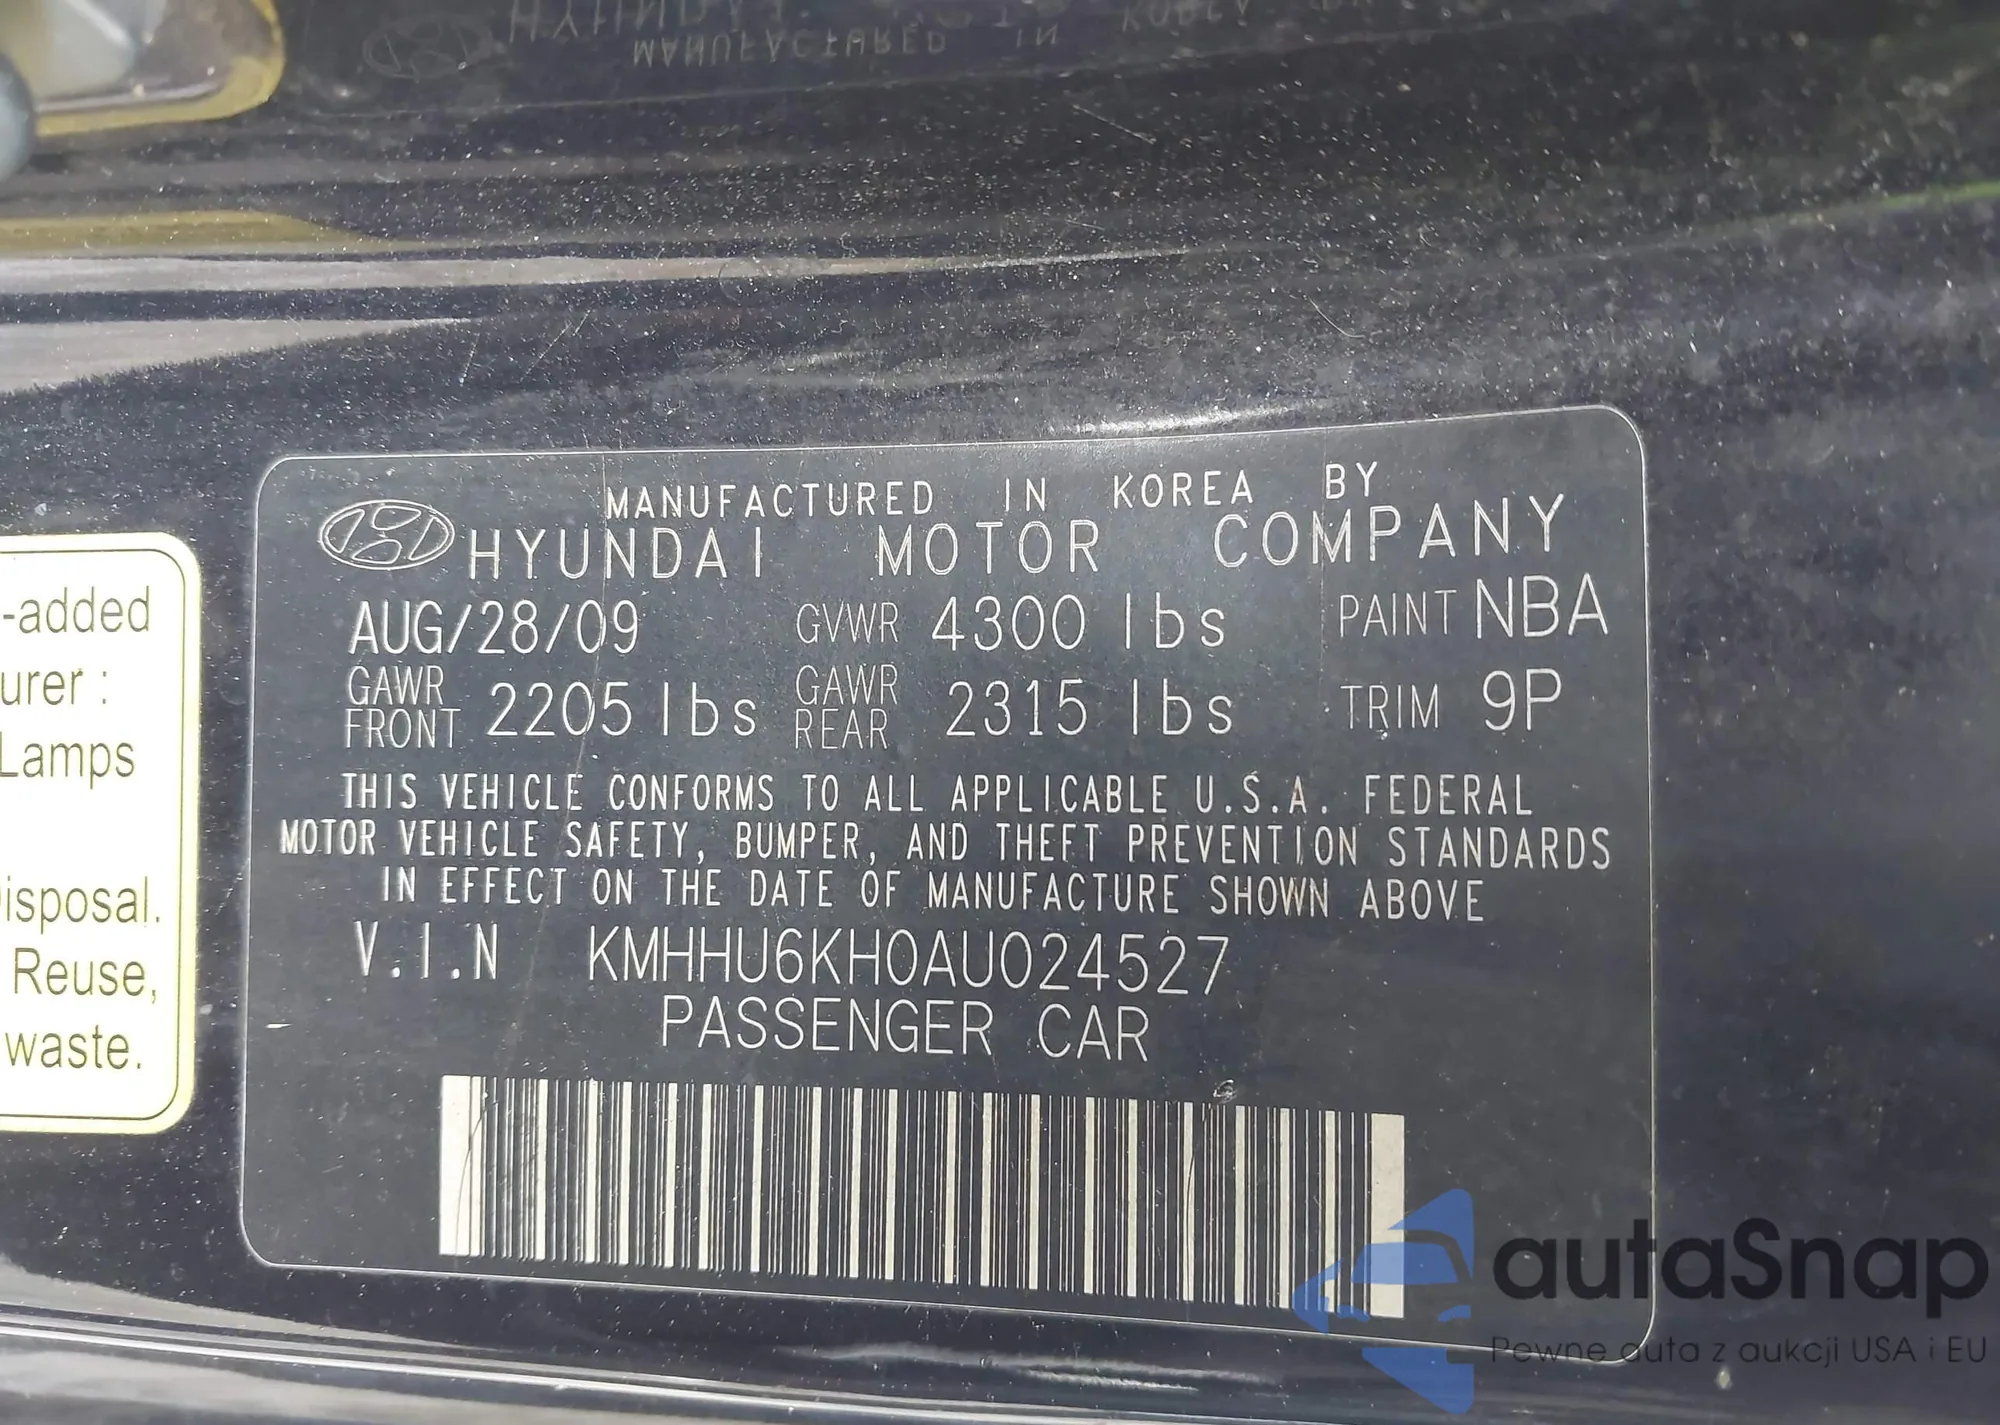 MANUFACTURED IN KOREA BY
HYUNDAI MOTOR COMPANY
AUG/28/09 GVWR 4300 lbs PAINT NBA
GAWR FRONT 2205 lbs GAWR REAR 2315 lbs TRIM 9P
THIS VEHICLE CONFORMS TO ALL APPLICABLE U.S.A. FEDERAL
MOTOR VEHICLE SAFETY, BUMPER, AND THEFT PREVENTION STANDARDS
IN EFFECT ON THE DATE OF MANUFACTURE SHOWN ABOVE
V.I.N KMHHU6KH0AU024527
PASSENGER CAR
-added
urer :
Lamps
isposal.
Reuse,
waste.
autaSnap
Pewne auta z aukcji USA i EU